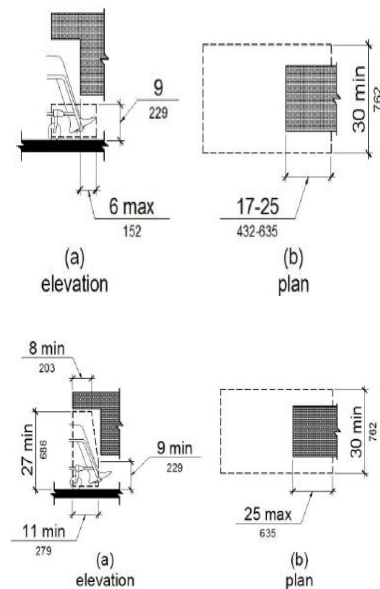 9
229
6 max
152
(a)
elevation
30 min
762
17-25
432-635
(b)
plan
8 min
203
27 min
686
9 min
229
11 min
279
(a)
elevation
30 min
762
25 max
635
(b)
plan